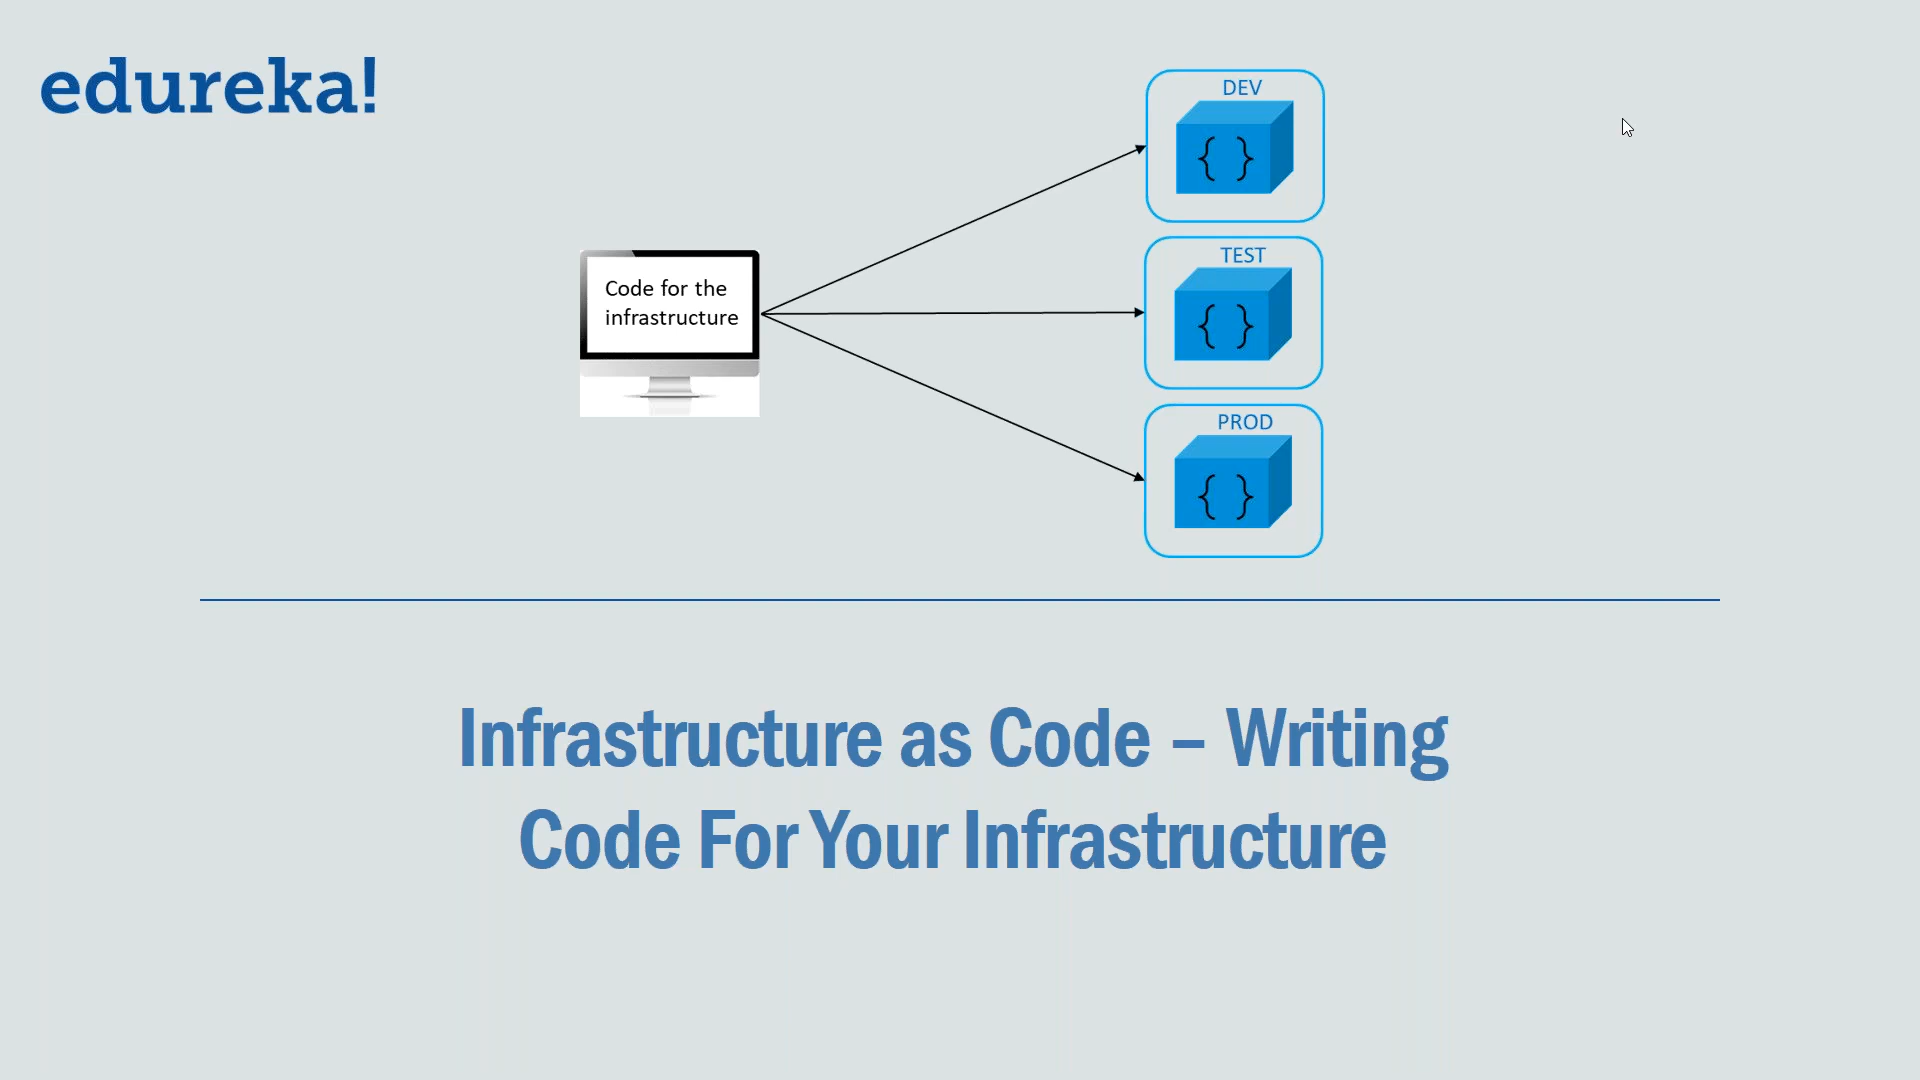 edureka!
DEV
{ }
Code for the
infrastructure
TEST
{ }
PROD
{ }
Infrastructure as Code – Writing
Code For Your Infrastructure